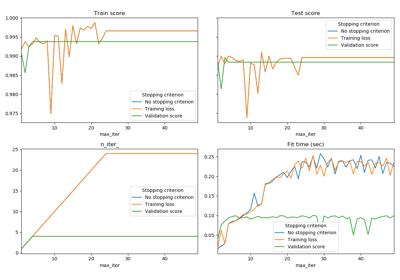 Train score
1.000
0.995
0.990
0.985
0.980
0.975
Stopping criterion
No stopping criterion
Training loss
Validation score
10
20
30
40
max_iter
Test score
Stopping criterion
No stopping criterion
Training loss
Validation score
10
20
30
40
max_iter
n_iter_
25
20
15
10
5
0
Stopping criterion
No stopping criterion
Training loss
Validation score
10
20
30
40
max_iter
Fit time (sec)
0.25
0.20
0.15
0.10
0.05
Stopping criterion
No stopping criterion
Training loss
Validation score
10
20
30
40
max_iter